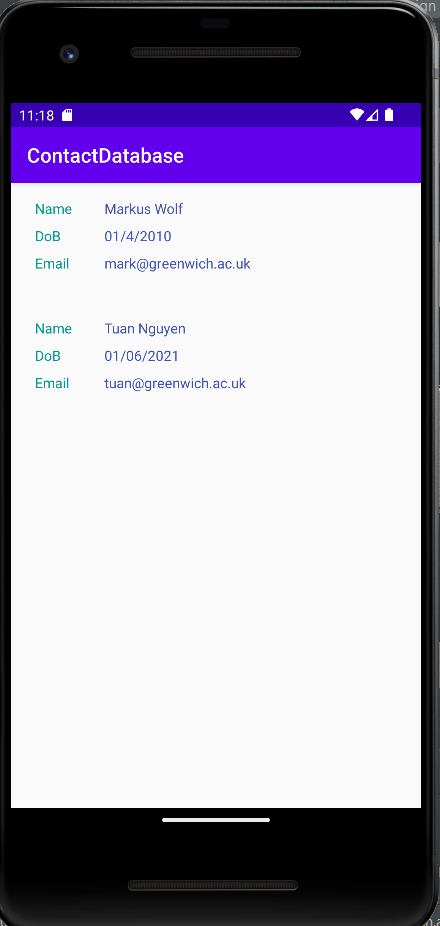 11:18
ContactDatabase
Name Markus Wolf
DoB 01/4/2010
Email mark@greenwich.ac.uk
Name Tuan Nguyen
DoB 01/06/2021
Email tuan@greenwich.ac.uk